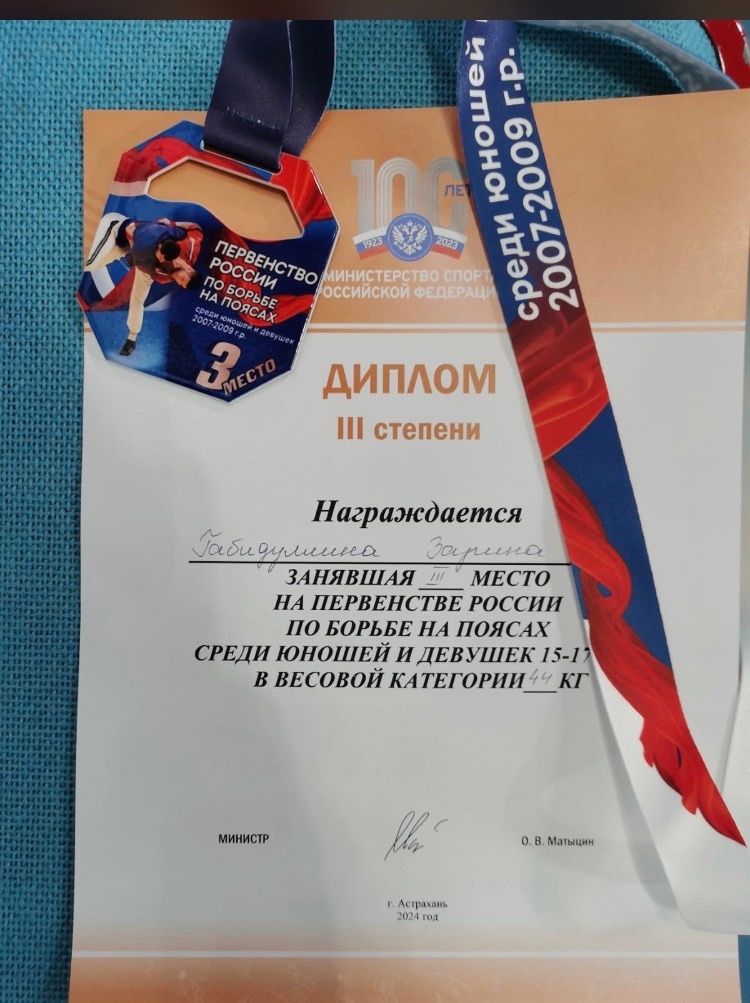 ПЕРВЕНСТВО
РОССИИ
ПО БОРЬБЕ
НА ПОЯСАХ
среди юношей и девушек
2007-2009 г.р.
3 МЕСТО
среди юношей
2007-2009 г.р.
100 ЛЕТ
1923 2023
МИНИСТЕРСТВО СПОРТ
РОССИЙСКОЙ ФЕДЕРАЦИ
ДИПЛОМ
III степени
Награждается
Габидуллина Зарина
ЗАНЯВШАЯ III МЕСТО
НА ПЕРВЕНСТВЕ РОССИИ
ПО БОРЬБЕ НА ПОЯСАХ
СРЕДИ ЮНОШЕЙ И ДЕВУШЕК 15-17
В ВЕСОВОЙ КАТЕГОРИИ 44 КГ
МИНИСТР
О. В. Матыцин
г. Астрахань
2024 год